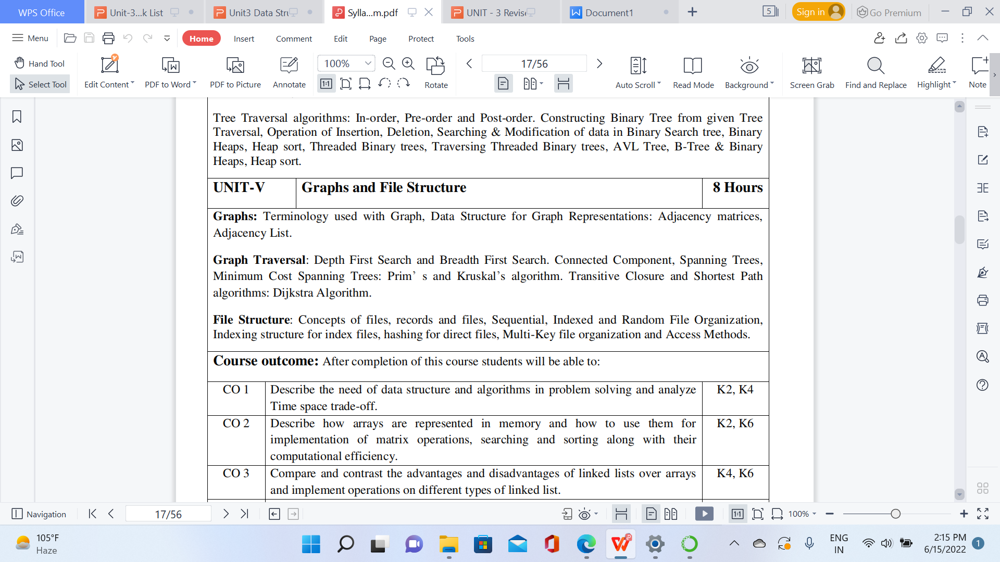 WPS Office
Unit-3...k List
Unit3 Data Stru
Sylla...m.pdf
UNIT - 3 Revise
Document1
5
Sign in
Go Premium
Menu
Home
Insert
Comment
Edit
Page
Protect
Tools
Hand Tool
Select Tool
Edit Content
PDF to Word
PDF to Picture
Annotate
100%
1:1
Rotate
17/56
Auto Scroll
Read Mode
Background
Screen Grab
Find and Replace
Highlight
Note
Tree Traversal algorithms: In-order, Pre-order and Post-order. Constructing Binary Tree from given Tree
Traversal, Operation of Insertion, Deletion, Searching & Modification of data in Binary Search tree, Binary
Heaps, Heap sort, Threaded Binary trees, Traversing Threaded Binary trees, AVL Tree, B-Tree & Binary
Heaps, Heap sort.
UNIT-V Graphs and File Structure 8 Hours
Graphs: Terminology used with Graph, Data Structure for Graph Representations: Adjacency matrices,
Adjacency List.
Graph Traversal: Depth First Search and Breadth First Search. Connected Component, Spanning Trees,
Minimum Cost Spanning Trees: Prim’ s and Kruskal’s algorithm. Transitive Closure and Shortest Path
algorithms: Dijkstra Algorithm.
File Structure: Concepts of files, records and files, Sequential, Indexed and Random File Organization,
Indexing structure for index files, hashing for direct files, Multi-Key file organization and Access Methods.
Course outcome: After completion of this course students will be able to:
CO 1 Describe the need of data structure and algorithms in problem solving and analyze K2, K4
Time space trade-off.
CO 2 Describe how arrays are represented in memory and how to use them for K2, K6
implementation of matrix operations, searching and sorting along with their
computational efficiency.
CO 3 Compare and contrast the advantages and disadvantages of linked lists over arrays K4, K6
and implement operations on different types of linked list.
Navigation
17/56
1:1
100%
105°F
Haze
ENG
IN
2:15 PM
6/15/2022
1